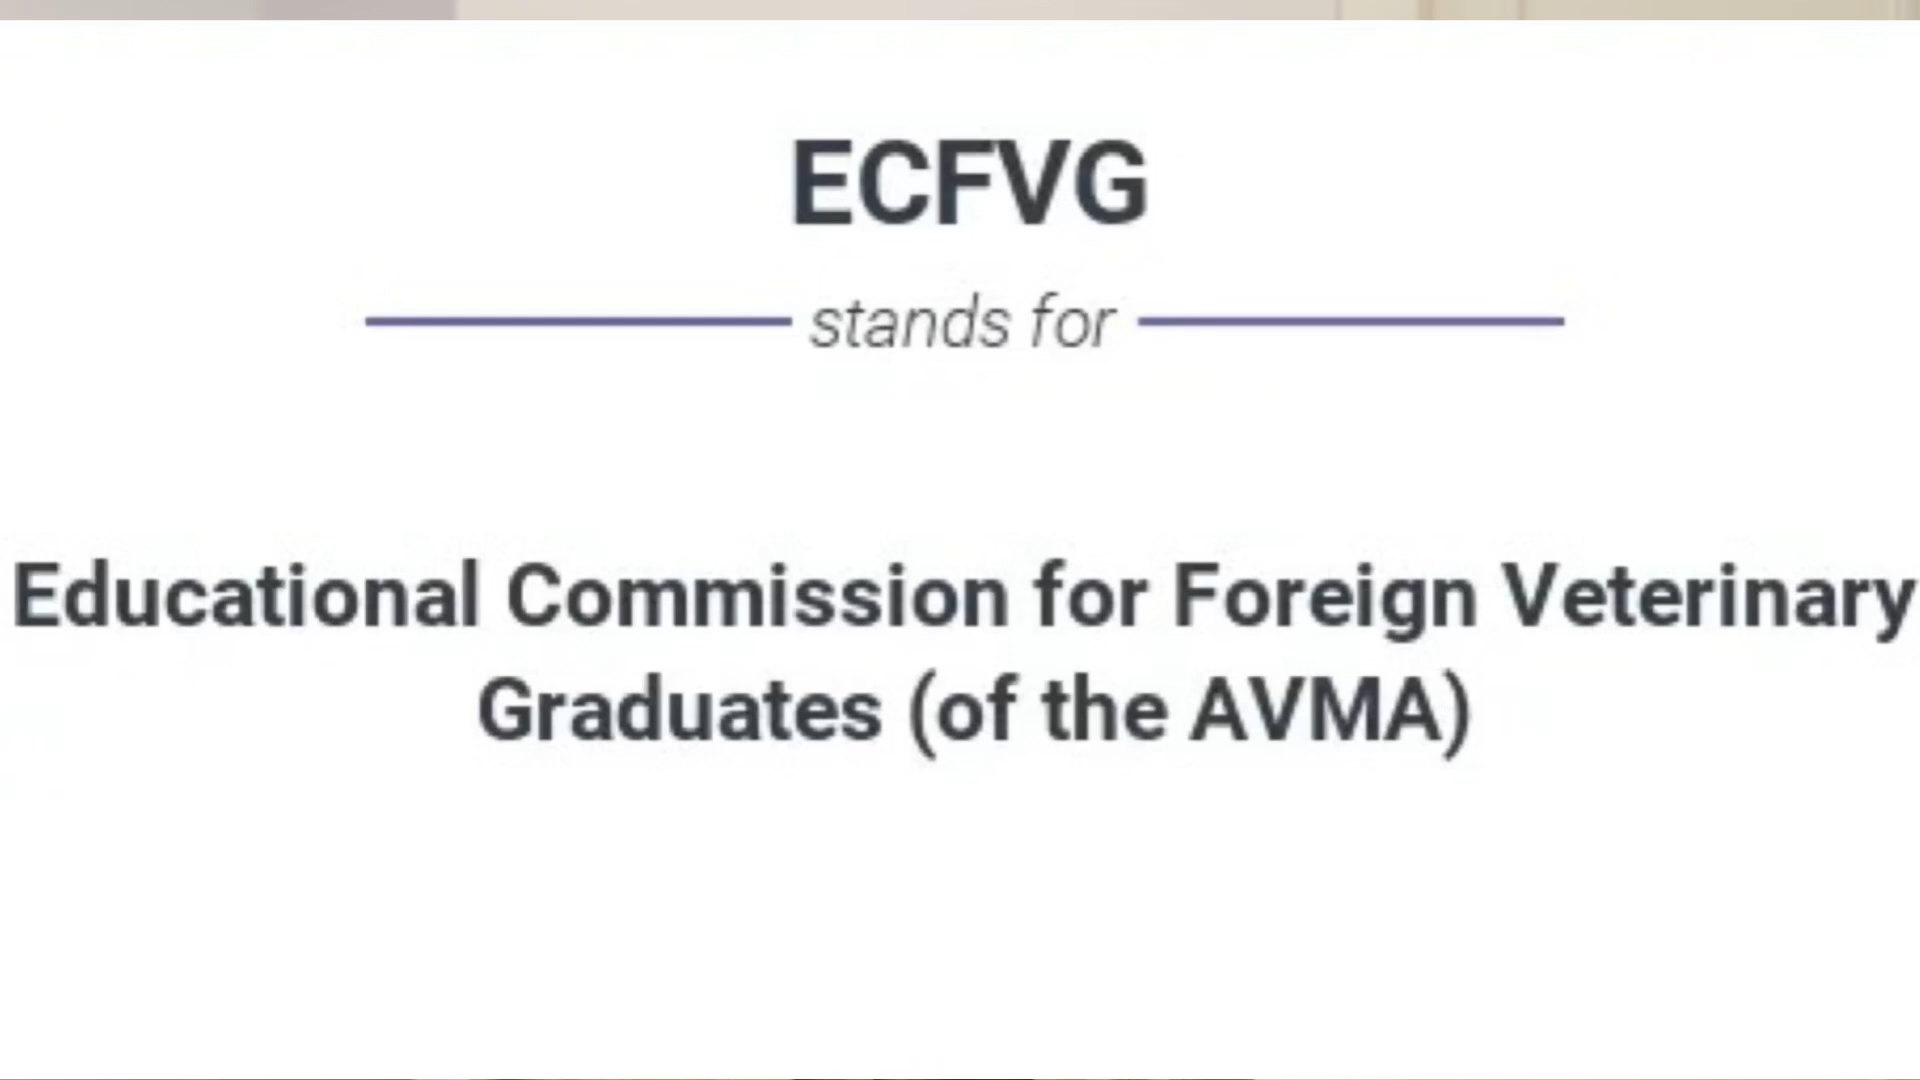 ECFVG
stands for
Educational Commission for Foreign Veterinary
Graduates (of the AVMA)